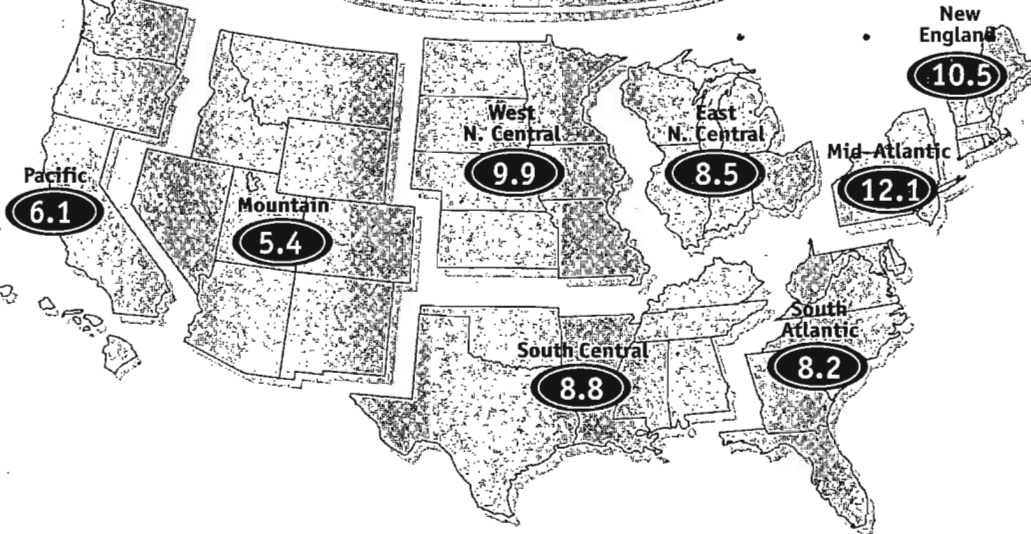 New
England
10.5
West
N. Central
9.9
East
N. Central
8.5
Mid-Atlantic
12.1
Pacific
6.1
Mountain
5.4
South
Atlantic
8.2
South Central
8.8